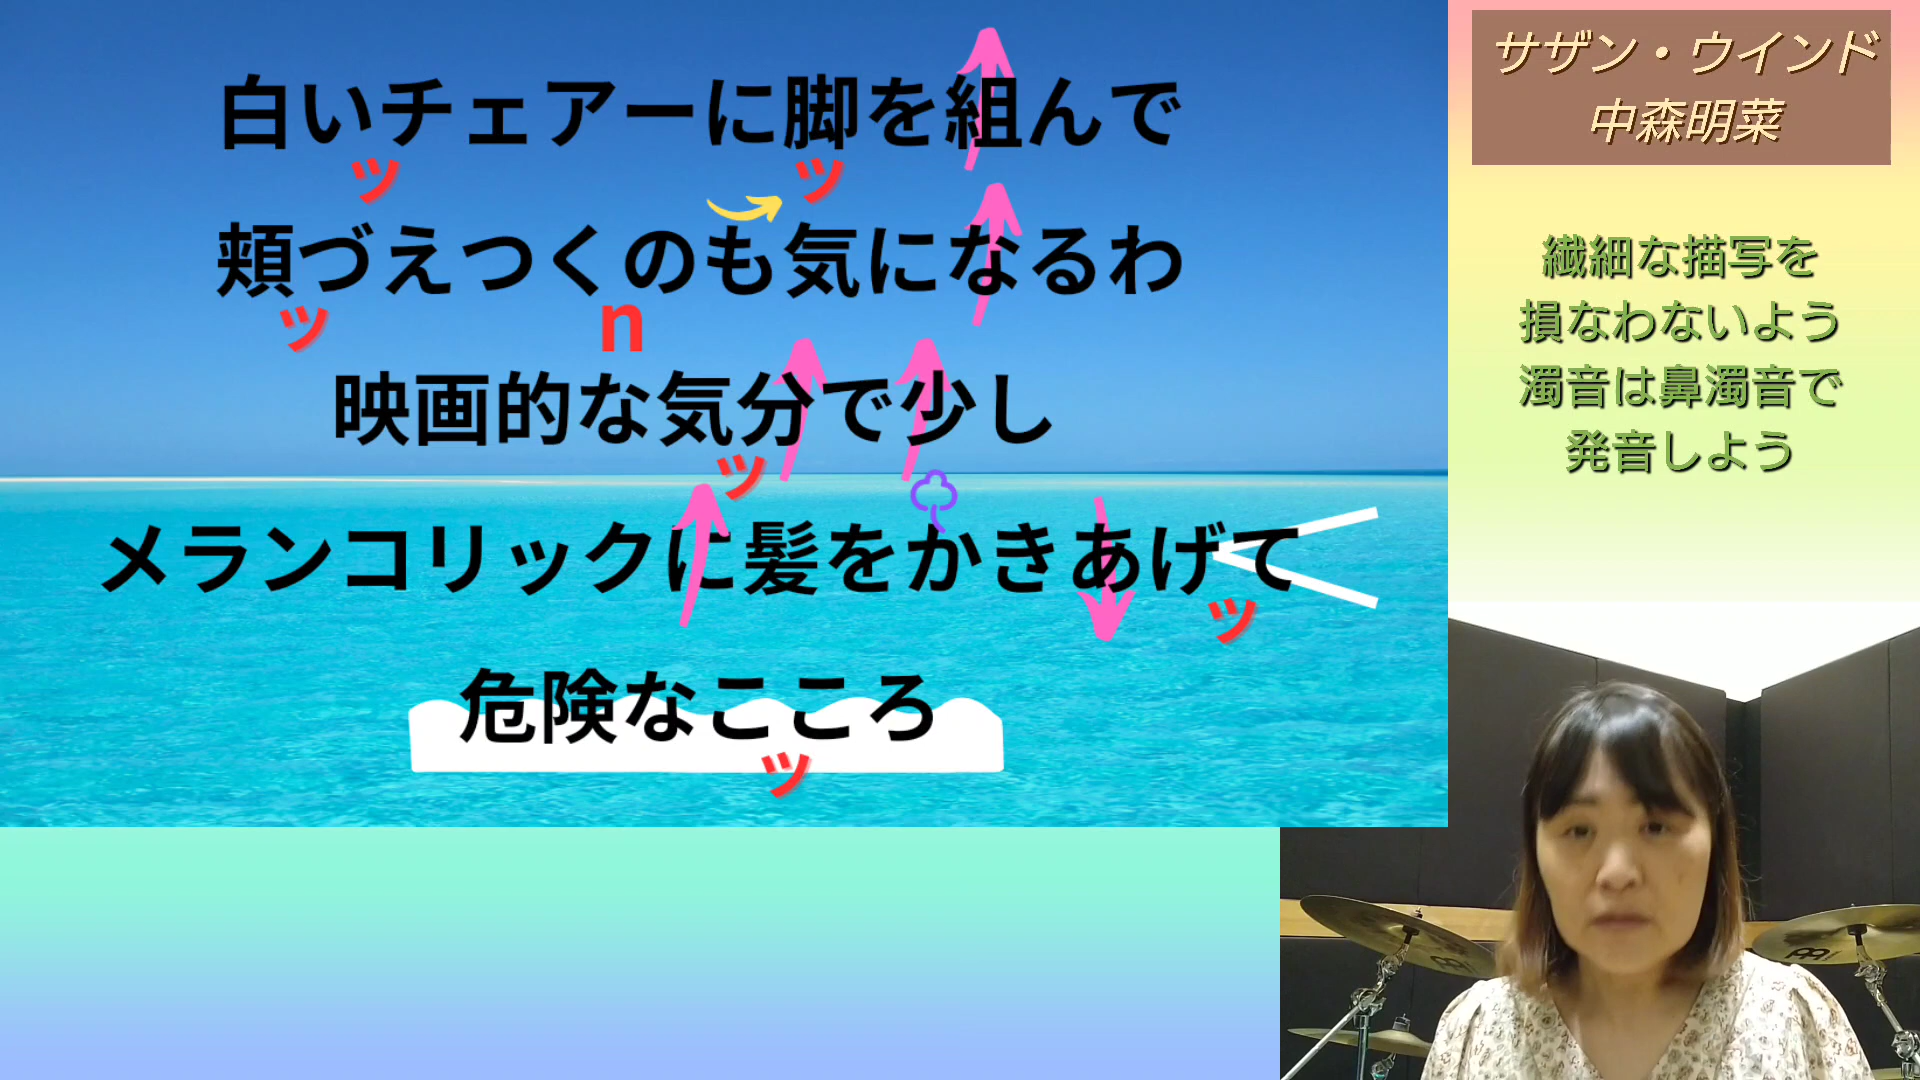 白いチェアーに脚を組んで
ッ ッ
頬づえつくのも気になるわ
ッ n
映画的な気分で少し
ッ
メランコリックに髪をかきあげて
ッ
危険なこころ
ッ
サザン・ウインド
中森明菜
繊細な描写を
損なわないよう
濁音は鼻濁音で
発音しよう